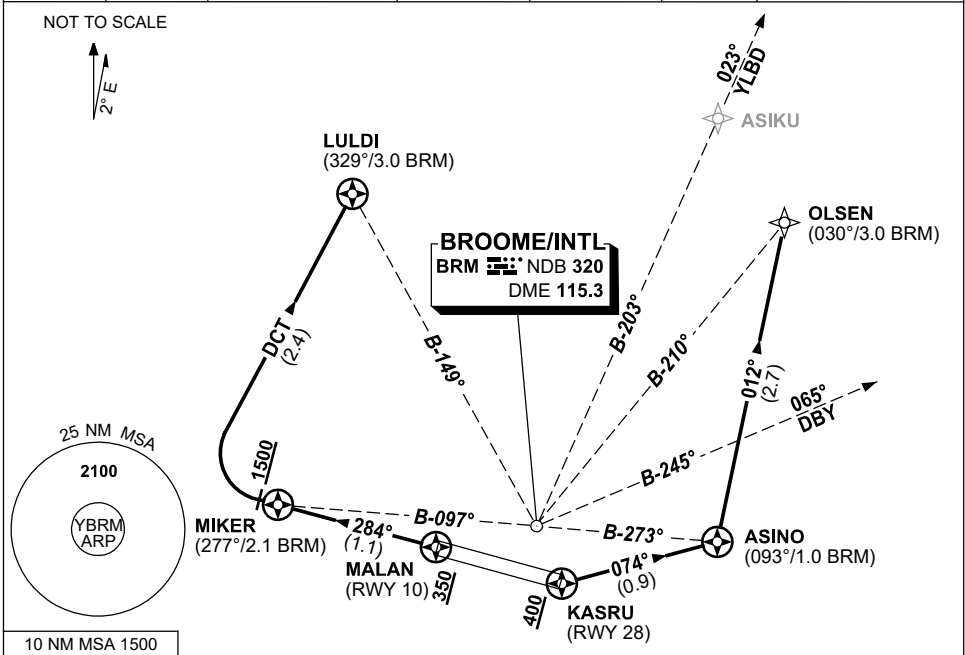 NOT TO SCALE
2° E
023°
YLBD
ASIKU
LULDI
(329°/3.0 BRM)
OLSEN
(030°/3.0 BRM)
BROOME/INTL
BRM NDB 320
DME 115.3
B-203°
B-149°
B-210°
DCT
(2.4)
012°
(2.7)
065°
DBY
B-245°
25 NM MSA
2100
YBRM
ARP
1500
MIKER
(277°/2.1 BRM)
B-097°
284°
(1.1)
B-273°
ASINO
(093°/1.0 BRM)
MALAN
(RWY 10)
350
074°
(0.9)
400
KASRU
(RWY 28)
10 NM MSA 1500